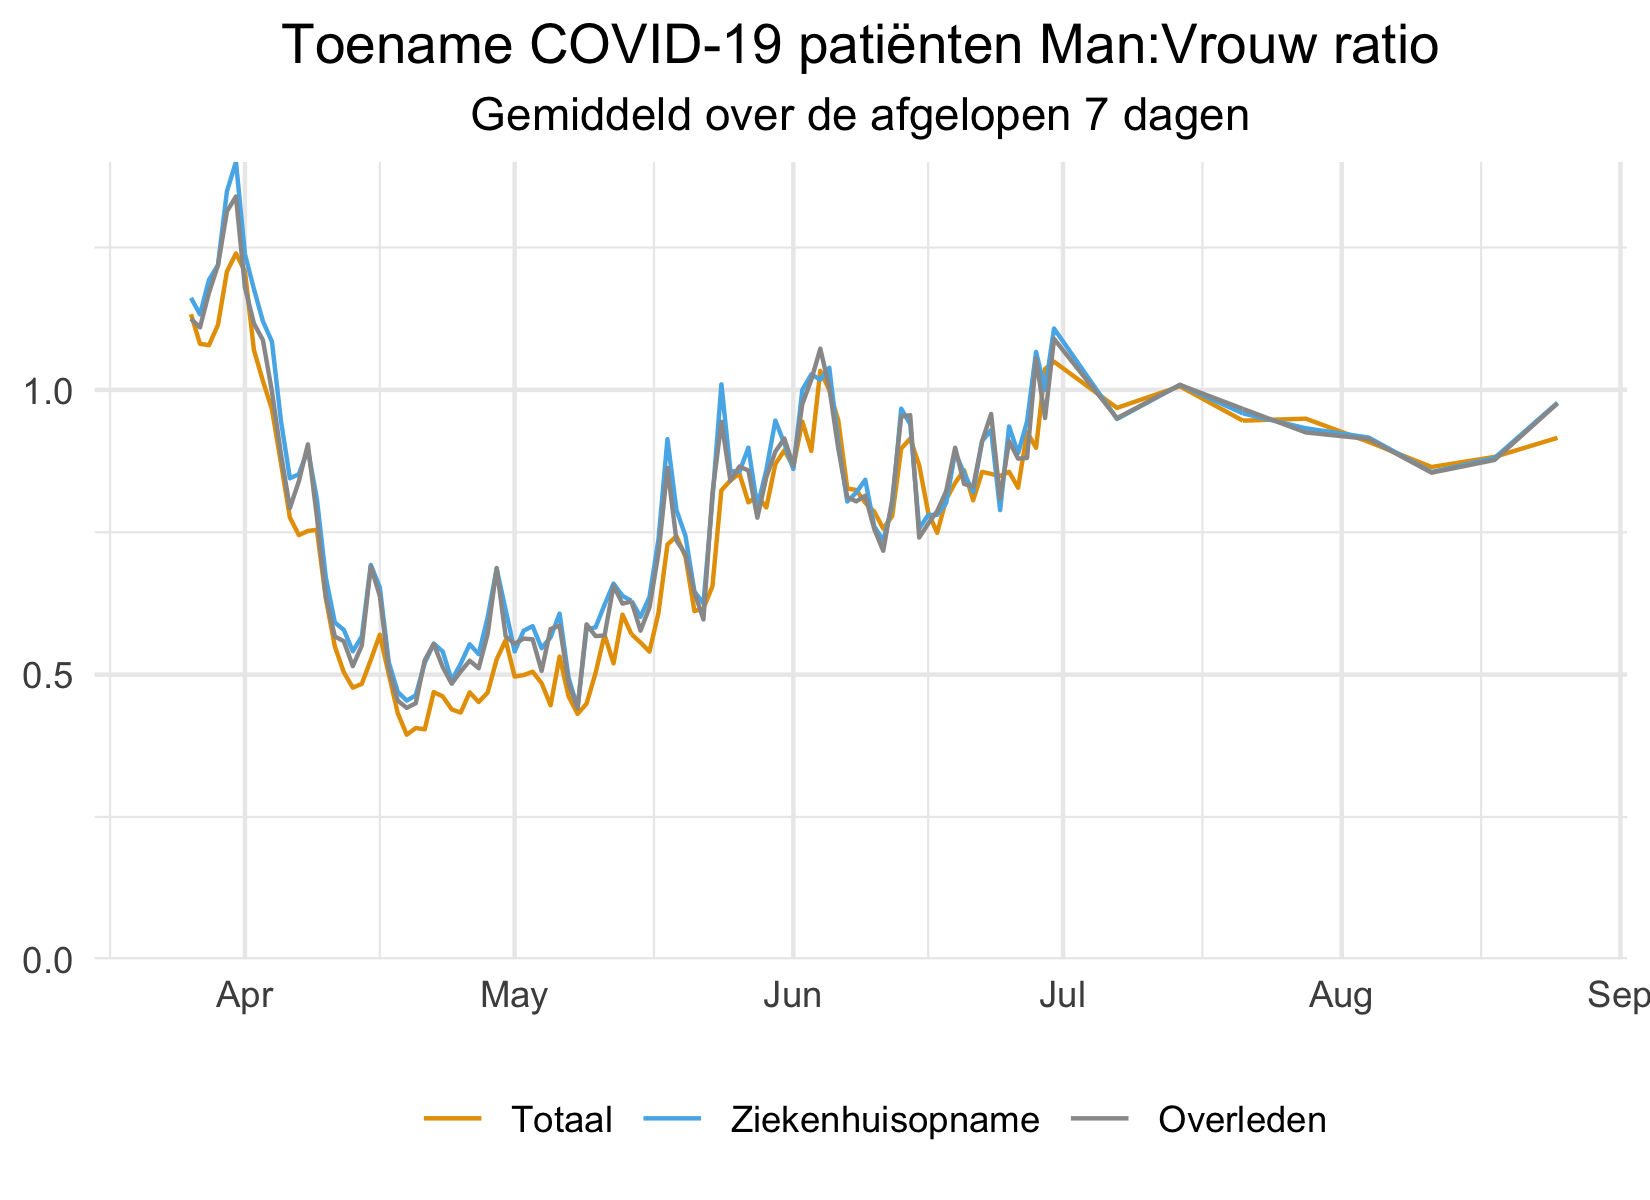 Toename COVID-19 patiënten Man:Vrouw ratio
Gemiddeld over de afgelopen 7 dagen
1.0
0.5
0.0
Apr May Jun Jul Aug Sep
Totaal Ziekenhuisopname Overleden